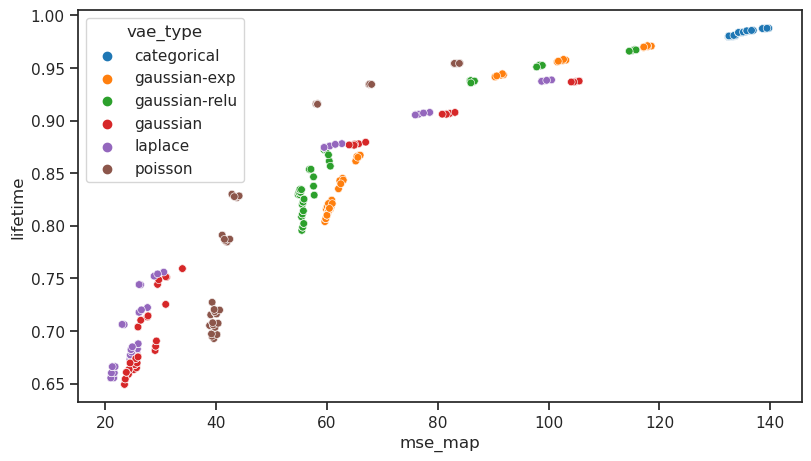 vae_type
categorical
gaussian-exp
gaussian-relu
gaussian
laplace
poisson
1.00
0.95
0.90
0.85
0.80
0.75
0.70
0.65
lifetime
20 40 60 80 100 120 140
mse_map